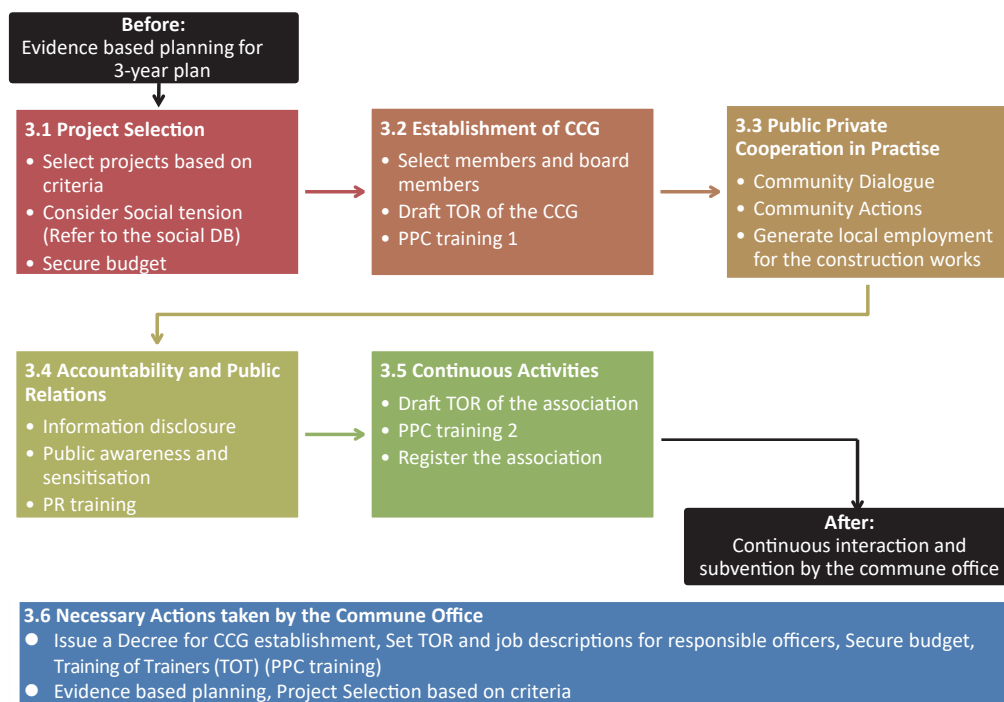 Before:
Evidence based planning for
3-year plan
3.1 Project Selection
• Select projects based on
criteria
• Consider Social tension
(Refer to the social DB)
• Secure budget
3.2 Establishment of CCG
• Select members and board
members
• Draft TOR of the CCG
• PPC training 1
3.3 Public Private
Cooperation in Practise
• Community Dialogue
• Community Actions
• Generate local employment
for the construction works
3.4 Accountability and Public
Relations
• Information disclosure
• Public awareness and
sensitisation
• PR training
3.5 Continuous Activities
• Draft TOR of the association
• PPC training 2
• Register the association
After:
Continuous interaction and
subvention by the commune office
3.6 Necessary Actions taken by the Commune Office
● Issue a Decree for CCG establishment, Set TOR and job descriptions for responsible officers, Secure budget,
Training of Trainers (TOT) (PPC training)
● Evidence based planning, Project Selection based on criteria